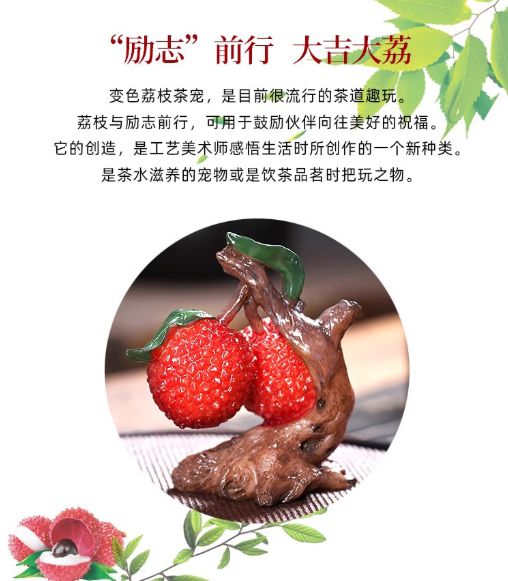 “励志”前行 大吉大荔
变色荔枝茶宠，是目前很流行的茶道趣玩。
荔枝与励志前行，可用于鼓励伙伴向往美好的祝福。
它的创造，是工艺美术师感悟生活时所创作的一个新种类。
是茶水滋养的宠物或是饮茶品茗时把玩之物。